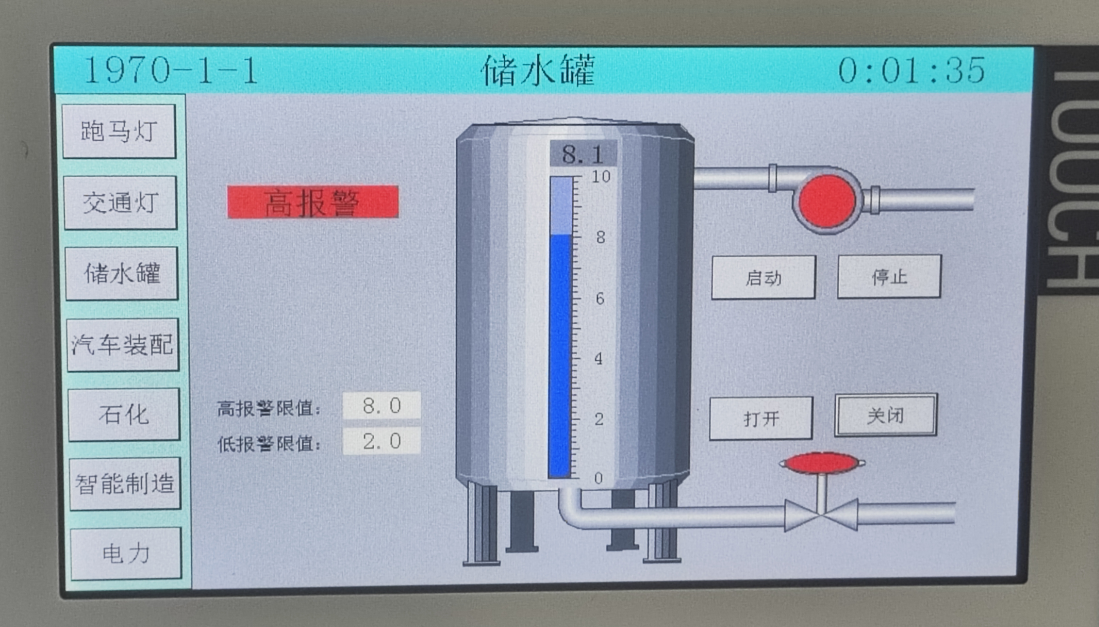 1970-1-1
储水罐
0:01:35
跑马灯
交通灯
储水罐
汽车装配
石化
智能制造
电力
高报警
高报警限值: 8.0
低报警限值: 2.0
8.1
10
8
6
4
2
0
启动
停止
打开
关闭
TOUCH